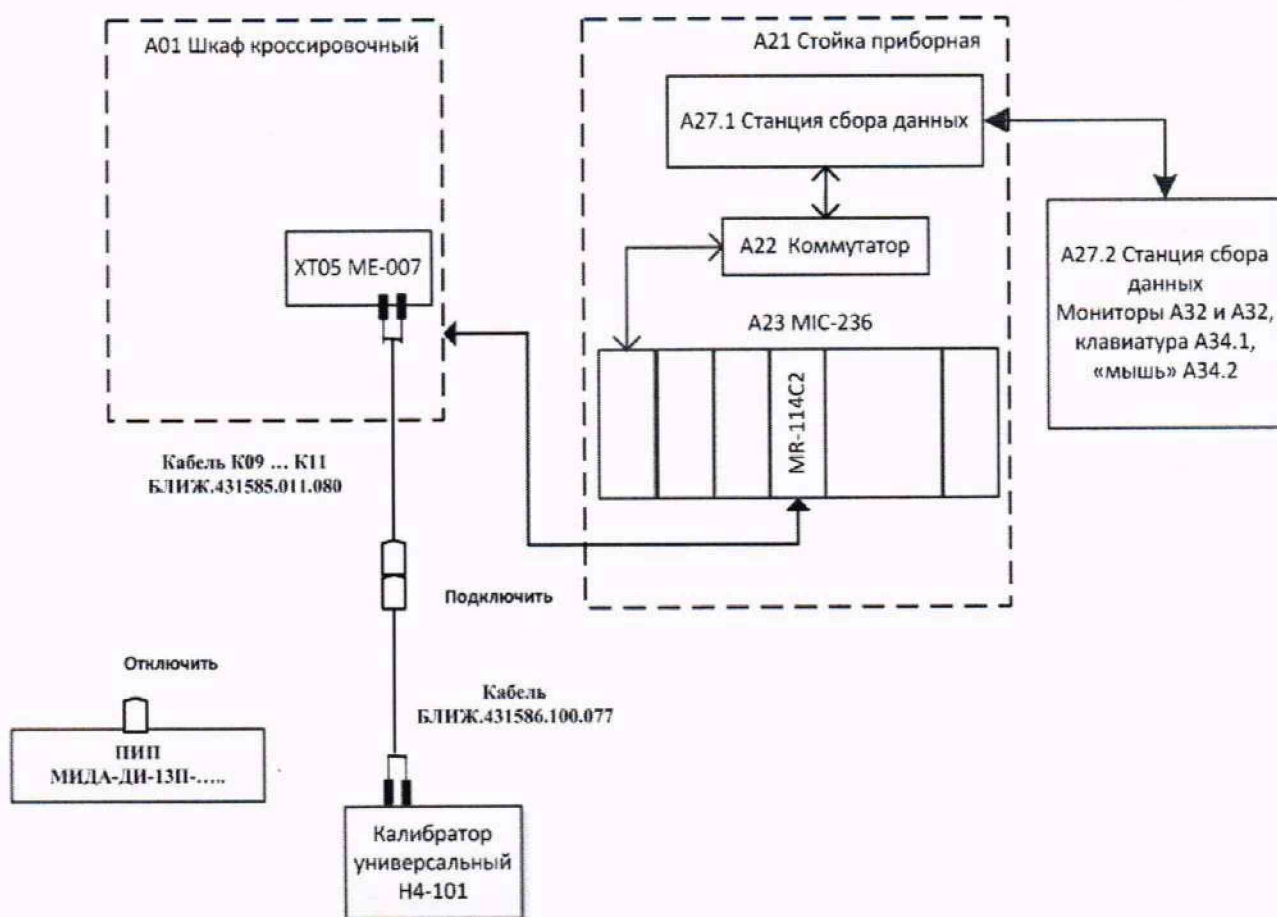 А01 Шкаф кроссировочный
А21 Стойка приборная
А27.1 Станция сбора данных
А22 Коммутатор
ХТ05 МЕ-007
А27.2 Станция сбора
данных
Мониторы А32 и А32,
клавиатура А34.1,
«мышь» А34.2
А23 MIC-236
MR-114C2
Кабель К09 ... К11
БЛИЖ.431585.011.080
Подключить
Отключить
Кабель
БЛИЖ.431586.100.077
ПИП
МИДА-ДИ-13П-.....
Калибратор
универсальный
Н4-101